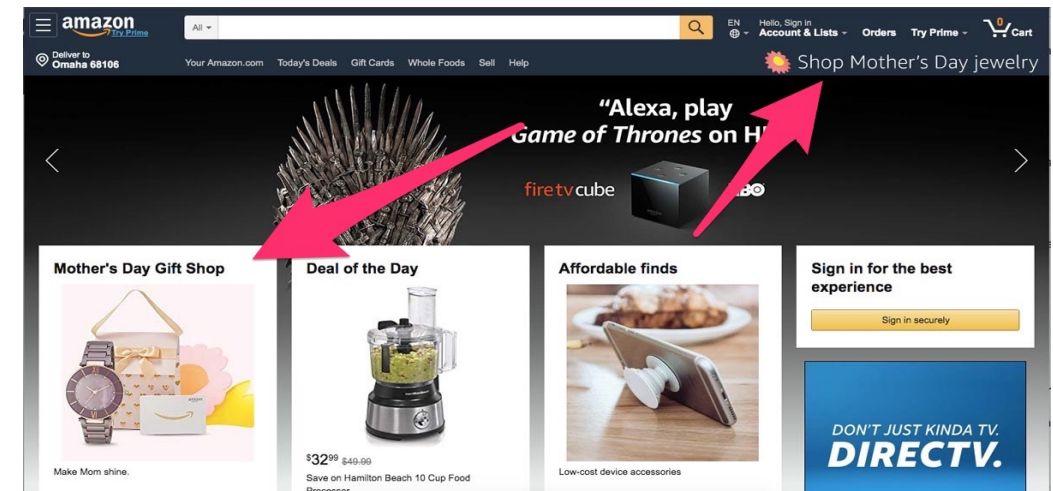 amazon
Try Prime
All
EN
Hello, Sign in
Account & Lists
Orders
Try Prime
0
Cart
Deliver to
Omaha 68106
Your Amazon.com Today's Deals Gift Cards Whole Foods Sell Help
Shop Mother's Day jewelry
"Alexa, play
Game of Thrones on
firetvcube
Mother's Day Gift Shop
Make Mom shine.
Deal of the Day
$32⁹⁹ $49.99
Save on Hamilton Beach 10 Cup Food
Processor
Affordable finds
Low-cost device accessories
Sign in for the best
experience
Sign in securely
DON'T JUST KINDA TV.
DIRECTV.